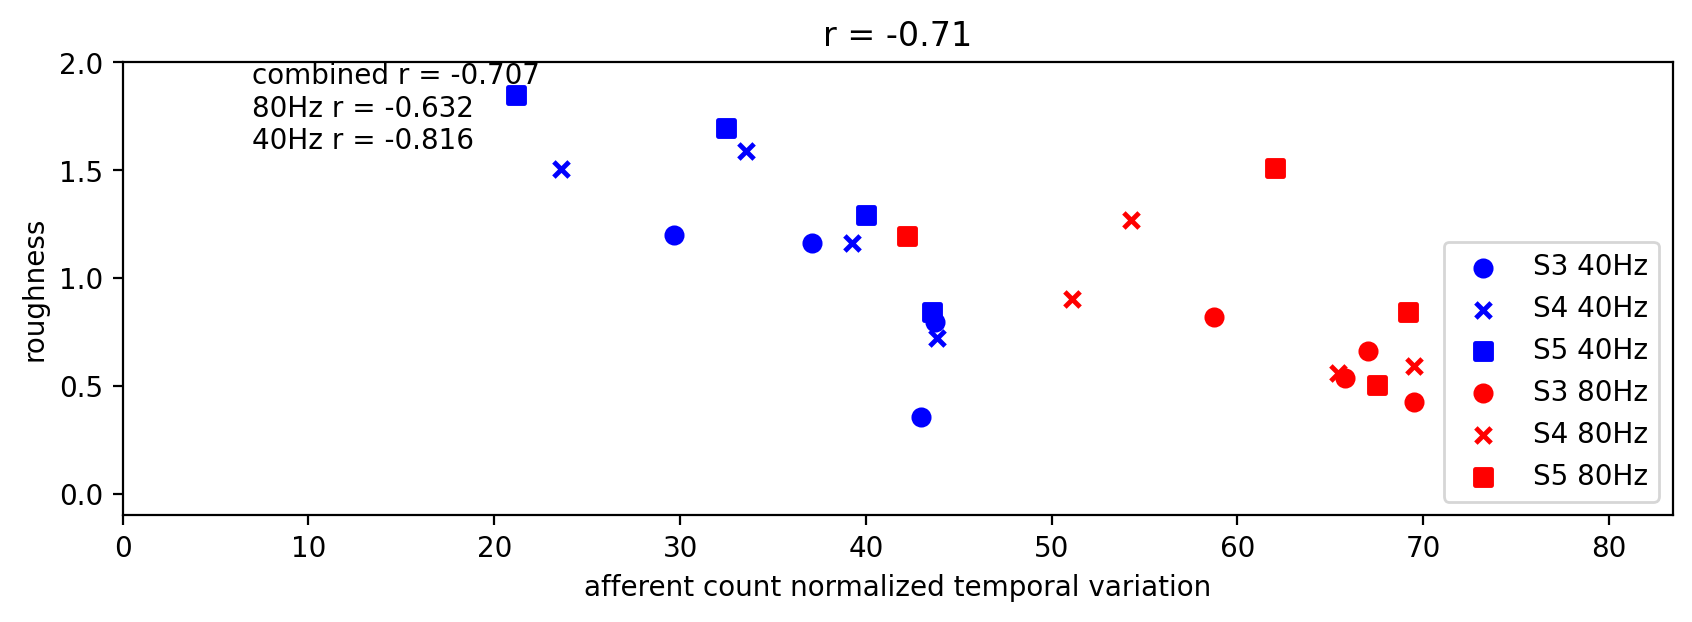 r = -0.71
combined r = -0.707
80Hz r = -0.632
40Hz r = -0.816
2.0
1.5
1.0
0.5
0.0
roughness
S3 40Hz
S4 40Hz
S5 40Hz
S3 80Hz
S4 80Hz
S5 80Hz
0 10 20 30 40 50 60 70 80
afferent count normalized temporal variation